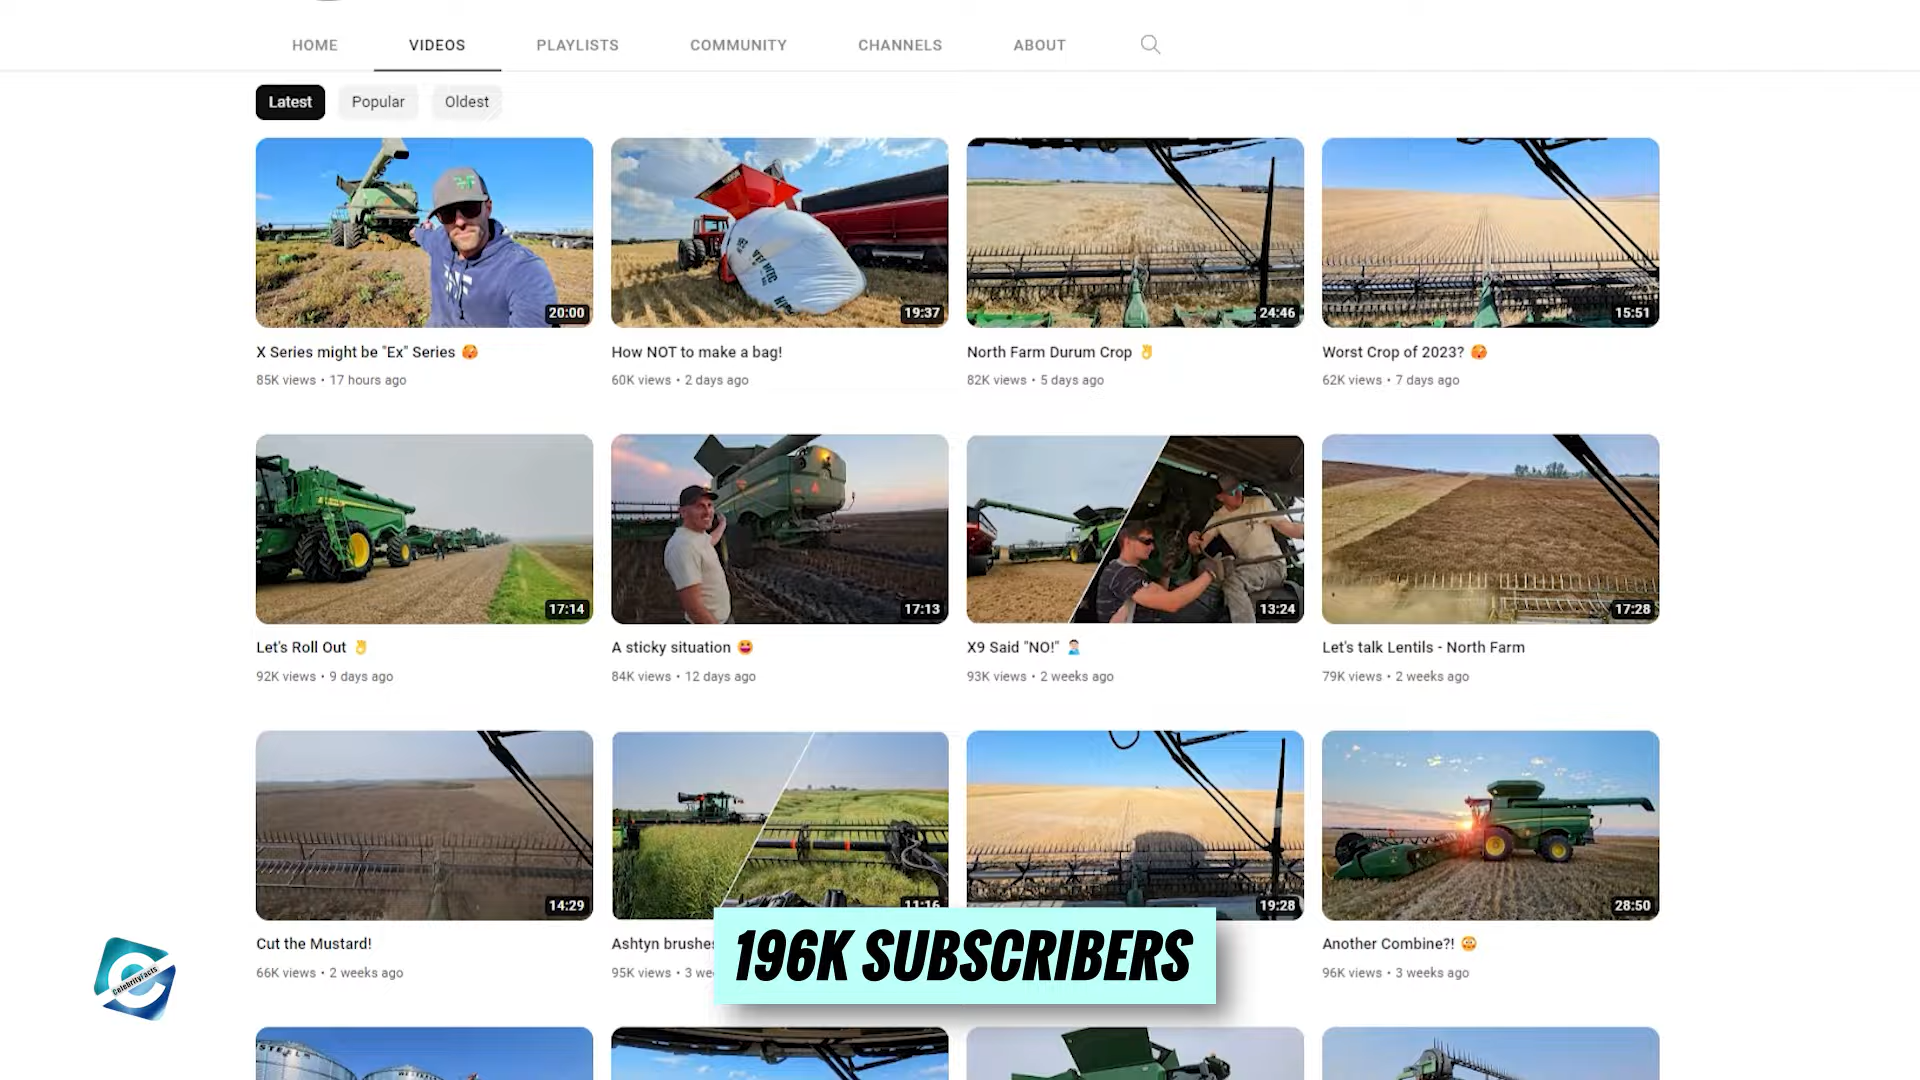 HOME VIDEOS PLAYLISTS COMMUNITY CHANNELS ABOUT
Latest Popular Oldest
20:00 19:37 24:46 15:51
X Series might be "Ex" Series 🥵 How NOT to make a bag! North Farm Durum Crop 👌 Worst Crop of 2023? 🥵
85K views • 17 hours ago 60K views • 2 days ago 82K views • 5 days ago 62K views • 7 days ago
17:14 17:13 13:24 17:28
Let's Roll Out 👌 A sticky situation 😝 X9 Said "NO!" 🤦‍♂️ Let's talk Lentils - North Farm
92K views • 9 days ago 84K views • 12 days ago 93K views • 2 weeks ago 79K views • 2 weeks ago
14:29 11:16 19:28 28:50
Cut the Mustard! Ashtyn brushes Another Combine?! 😳
66K views • 2 weeks ago 95K views • 3 we 96K views • 3 weeks ago
196K SUBSCRIBERS
CelebrityFacts